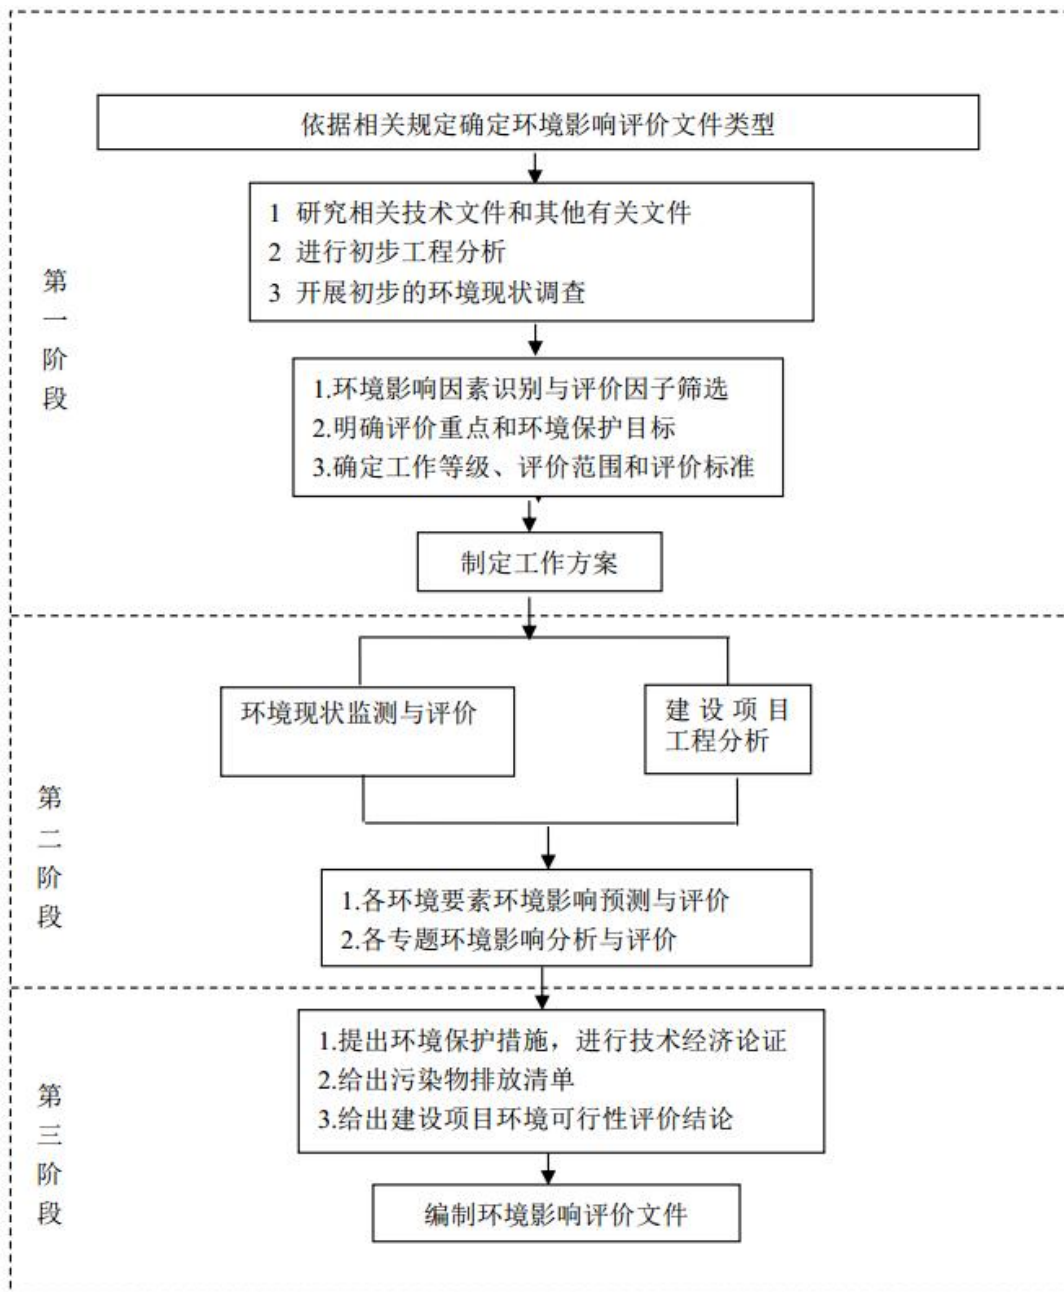 依据相关规定确定环境影响评价文件类型
1 研究相关技术文件和其他有关文件
2 进行初步工程分析
3 开展初步的环境现状调查
第一阶段
1.环境影响因素识别与评价因子筛选
2.明确评价重点和环境保护目标
3.确定工作等级、评价范围和评价标准
制定工作方案
环境现状监测与评价
建设项目
工程分析
第二阶段
1.各环境要素环境影响预测与评价
2.各专题环境影响分析与评价
1.提出环境保护措施，进行技术经济论证
2.给出污染物排放清单
3.给出建设项目环境可行性评价结论
第三阶段
编制环境影响评价文件